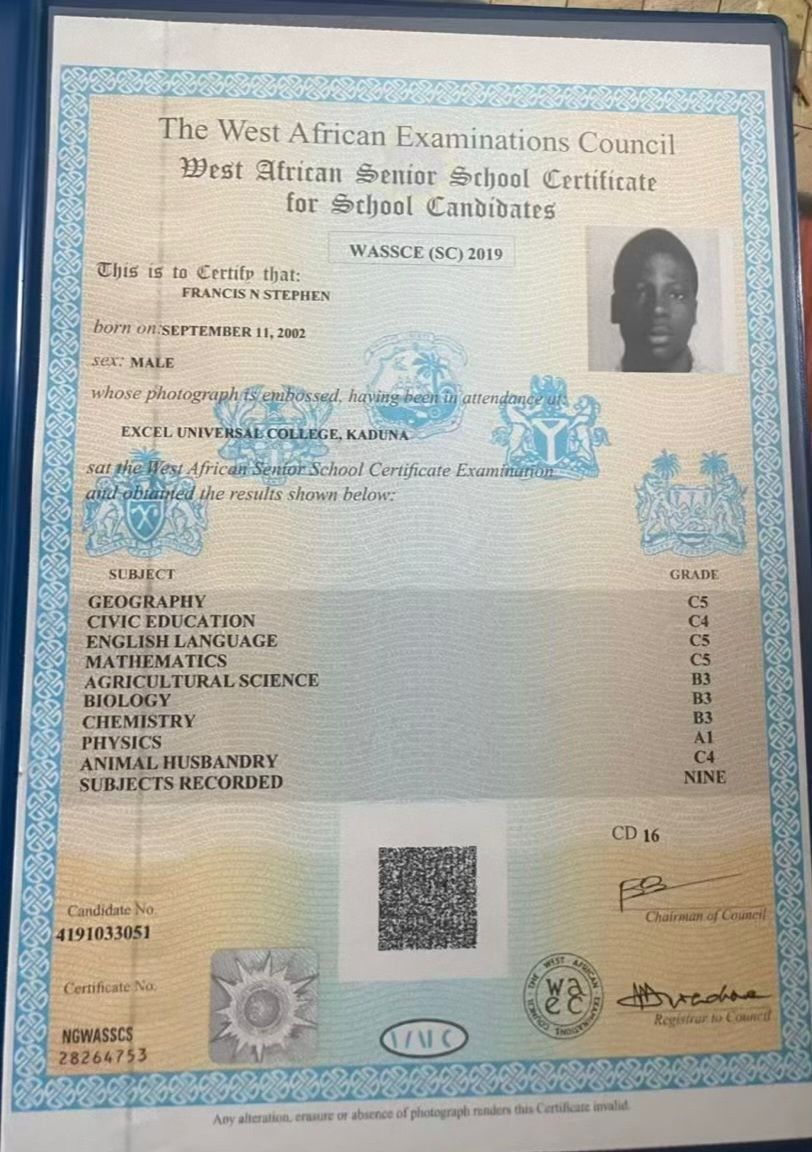 The West African Examinations Council
West African Senior School Certificate
for School Candidates
WASSCE (SC) 2019
This is to Certify that:
FRANCIS N STEPHEN
born on: SEPTEMBER 11, 2002
sex: MALE
whose photograph is embossed, having been in attendance at:
EXCEL UNIVERSAL COLLEGE, KADUNA
sat the West African Senior School Certificate Examination
and obtained the results shown below:
SUBJECT GRADE
GEOGRAPHY C5
CIVIC EDUCATION C4
ENGLISH LANGUAGE C5
MATHEMATICS C5
AGRICULTURAL SCIENCE B3
BIOLOGY B3
CHEMISTRY B3
PHYSICS A1
ANIMAL HUSBANDRY C4
SUBJECTS RECORDED NINE
CD 16
Chairman of Council
Candidate No.
4191033051
Certificate No.
NGWASSCS
28264753
THE WEST AFRICAN EXAMINATIONS COUNCIL
waec
Registrar to Council
Any alteration, erasure or absence of photograph renders this Certificate invalid.